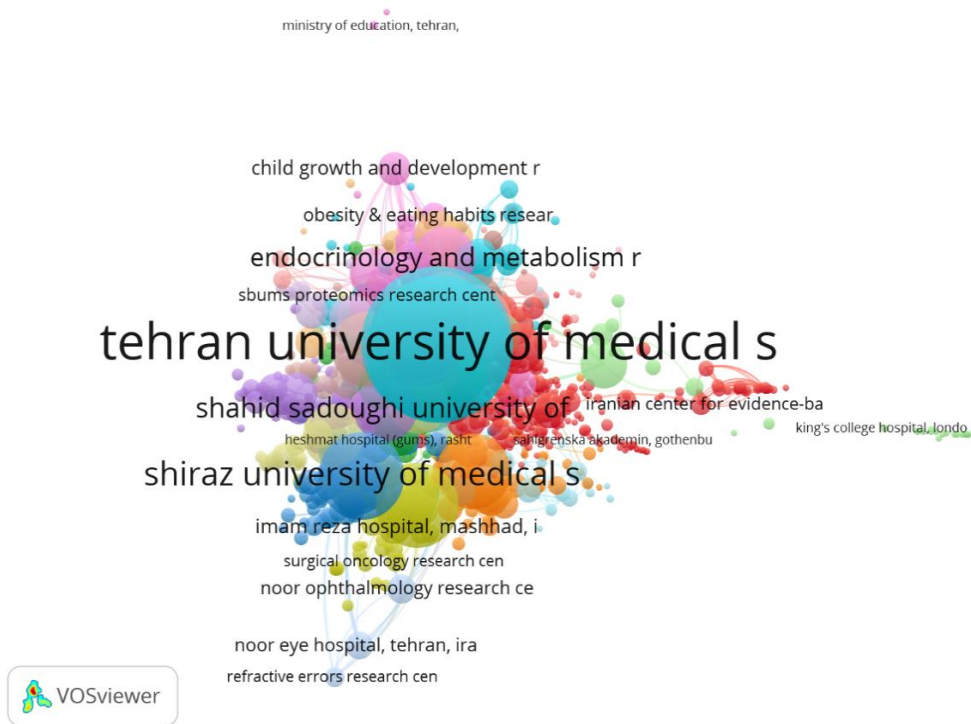 ministry of education, tehran,
child growth and development r
obesity & eating habits resear
endocrinology and metabolism r
sbums proteomics research cent
tehran university of medical s
shahid sadoughi university of
iranian center for evidence-ba
king's college hospital, londo
heshmat hospital (gums), rasht
sahlgrenska akademin, gothenbu
shiraz university of medical s
imam reza hospital, mashhad, i
surgical oncology research cen
noor ophthalmology research ce
noor eye hospital, tehran, ira
refractive errors research cen
VOSviewer